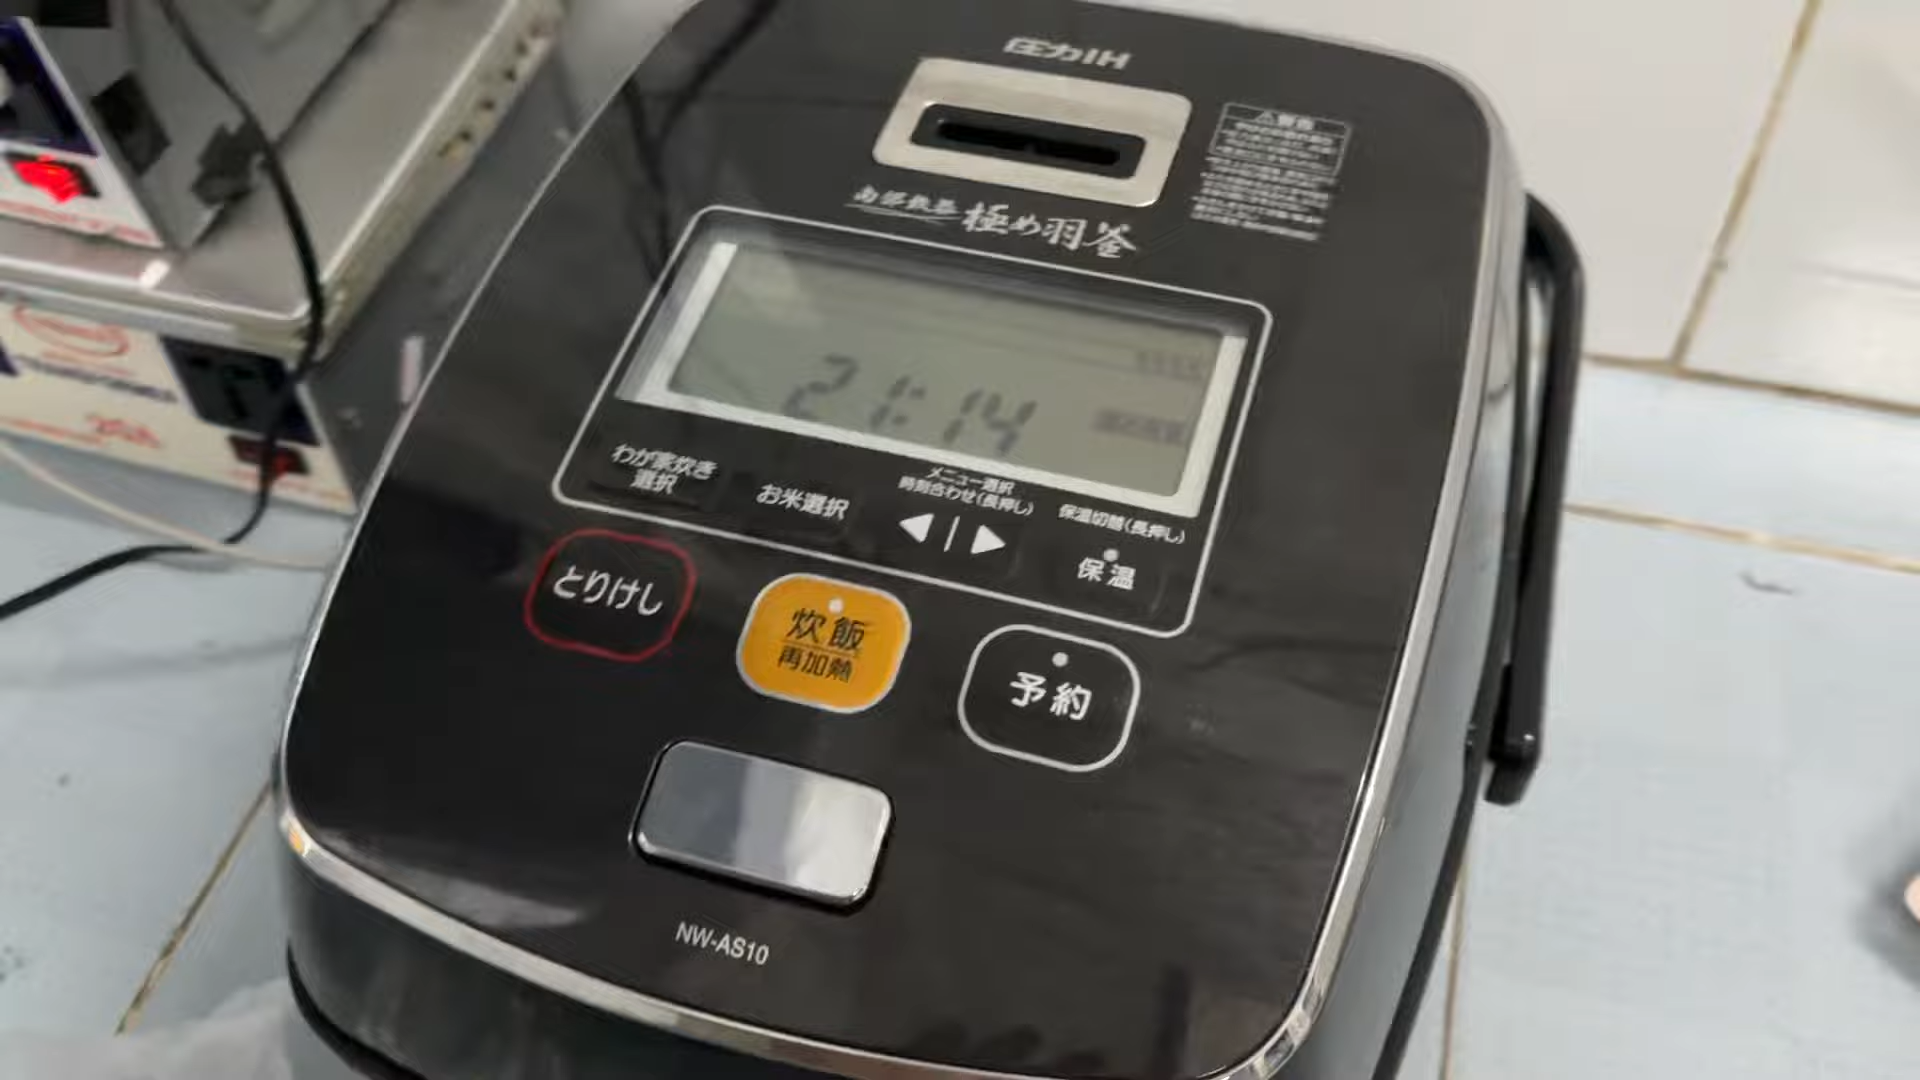 圧力IH
⚠警告
南部鉄器 極め羽釜
21:14
わが家炊き
選択
お米選択
メニュー選択
時刻合わせ(長押し)
保温切替(長押し)
保温
とりけし
炊飯
再加熱
予約
NW-AS10